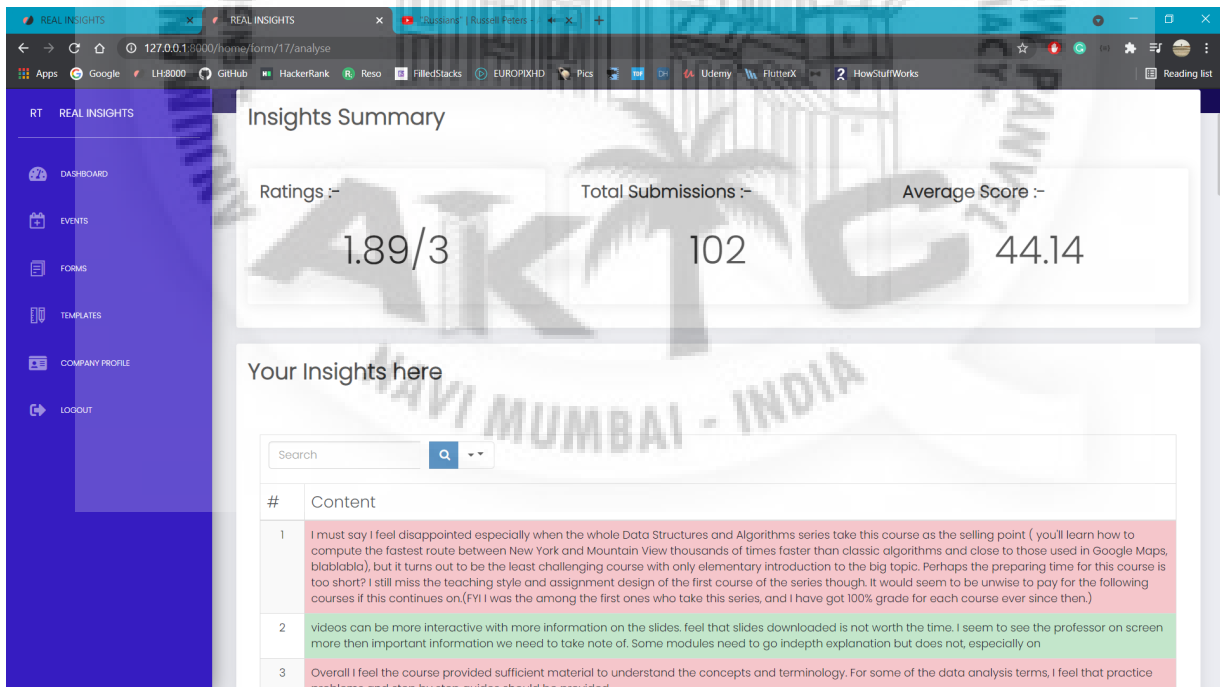 REAL INSIGHTS
REAL INSIGHTS
"Russians" | Russell Peters -
127.0.0.1:8000/home/form/17/analyse
Apps Google LH:8000 GitHub HackerRank Reso FilledStacks EUROPIXHD Pics Udemy FlutterX HowStuffWorks Reading list
RT REAL INSIGHTS
DASHBOARD
EVENTS
FORMS
TEMPLATES
COMPANY PROFILE
LOGOUT
Insights Summary
Ratings :-
1.89/3
Total Submissions :-
102
Average Score :-
44.14
Your Insights here
Search
# Content
1 I must say I feel disappointed especially when the whole Data Structures and Algorithms series take this course as the selling point ( you'll learn how to
compute the fastest route between New York and Mountain View thousands of times faster than classic algorithms and close to those used in Google Maps,
blablabla), but it turns out to be the least challenging course with only elementary introduction to the big topic. Perhaps the preparing time for this course is
too short? I still miss the teaching style and assignment design of the first course of the series though. It would seem to be unwise to pay for the following
courses if this continues on.(FYI I was the among the first ones who take this series, and I have got 100% grade for each course ever since then.)
2 videos can be more interactive with more information on the slides. feel that slides downloaded is not worth the time. I seem to see the professor on screen
more then important information we need to take note of. Some modules need to go indepth explanation but does not, especially on
3 Overall I feel the course provided sufficient material to understand the concepts and terminology. For some of the data analysis terms, I feel that practice
problems and step by step guides should be provided
AKTC
NAVI MUMBAI - INDIA